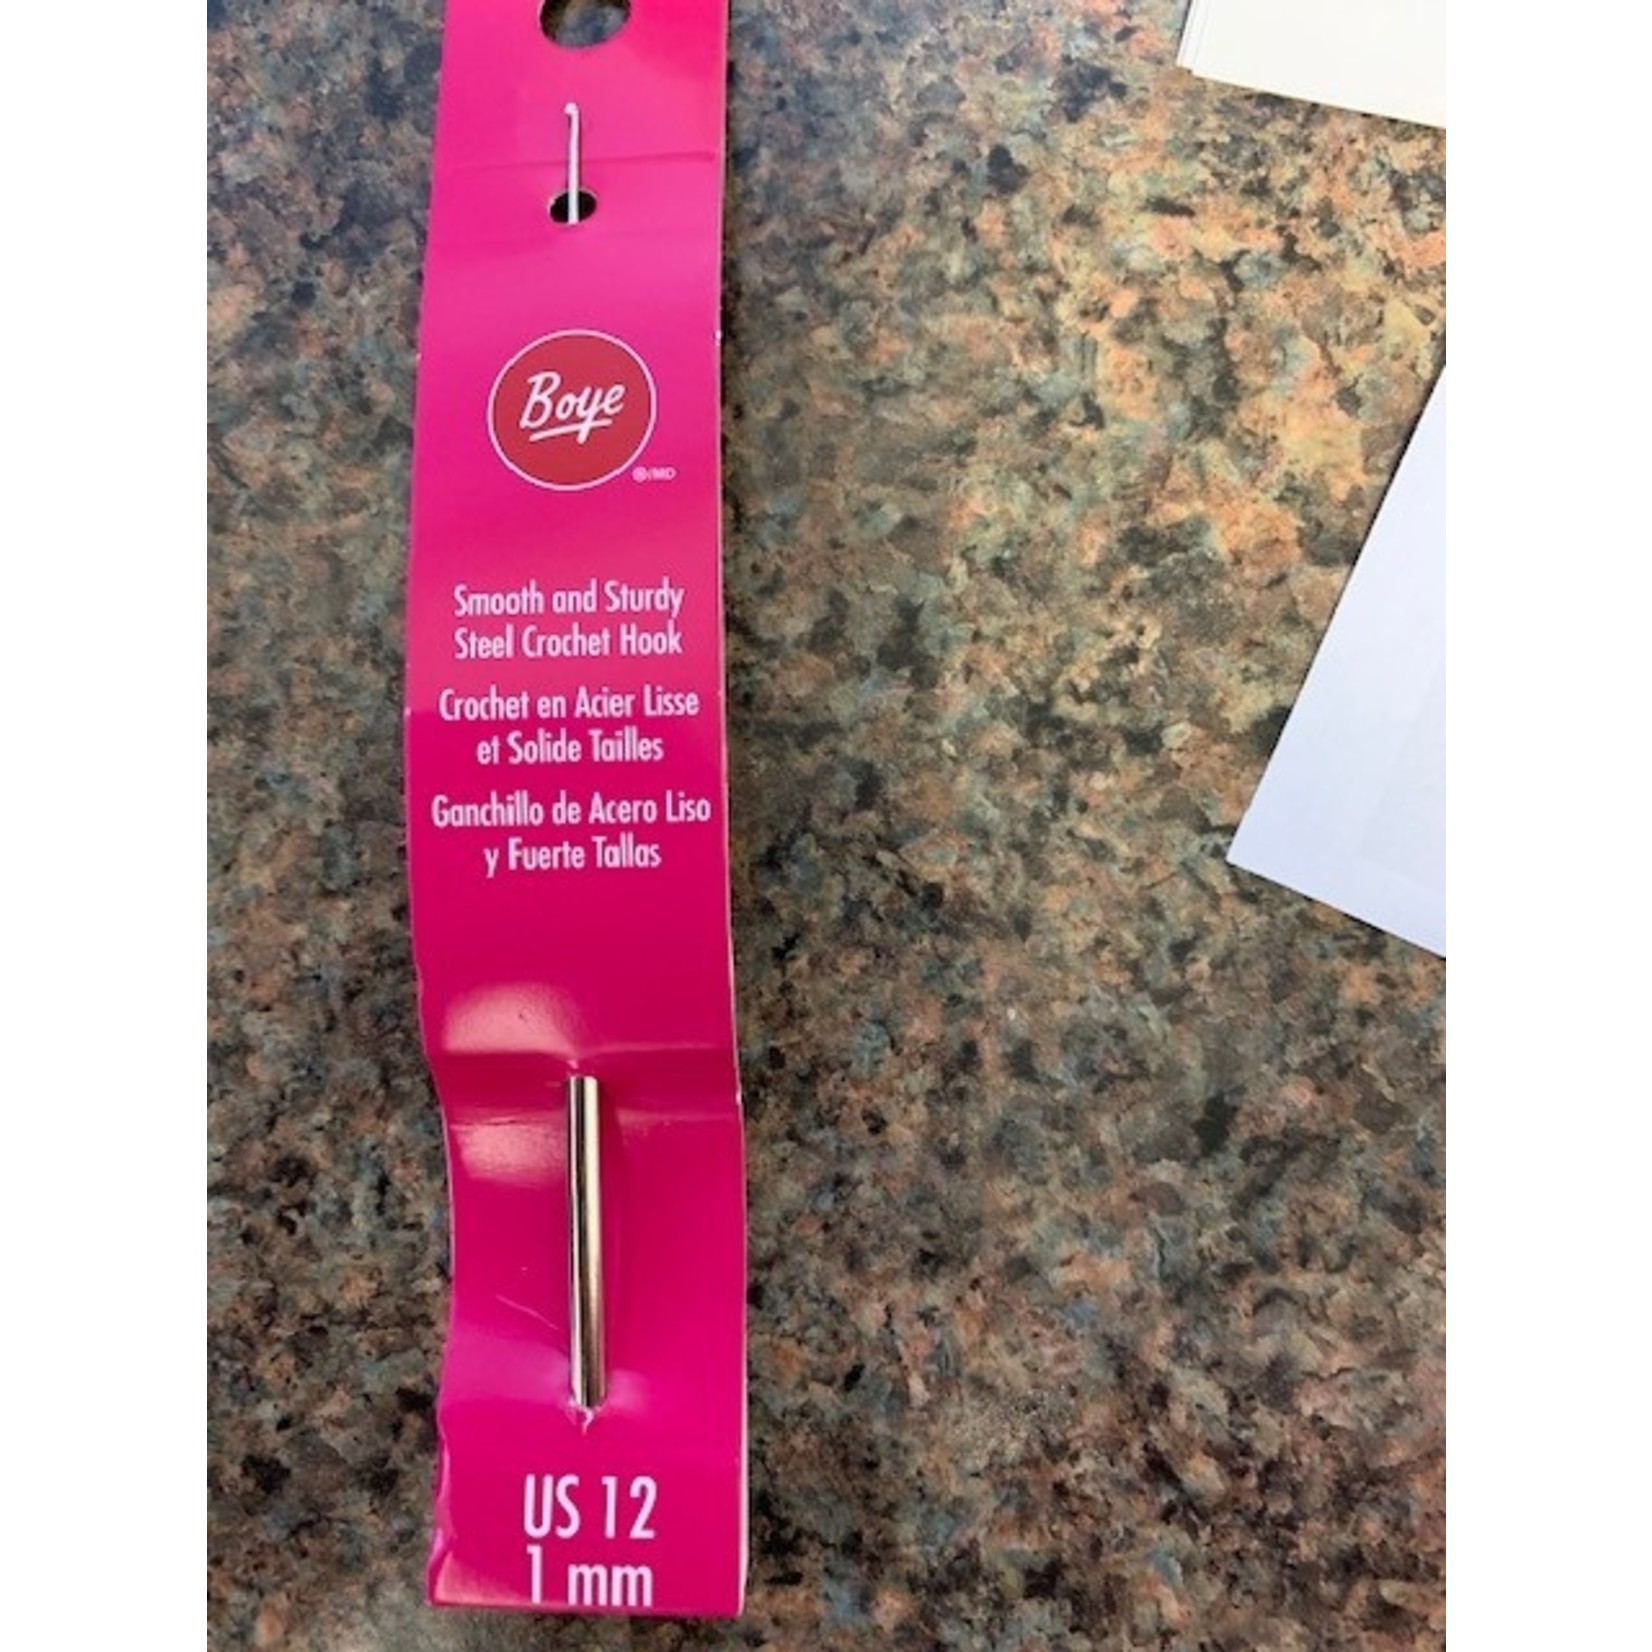 Boye
®/MD
Smooth and Sturdy
Steel Crochet Hook
Crochet en Acier Lisse
et Solide Tailles
Ganchillo de Acero Liso
y Fuerte Tallas
US 12
1 mm